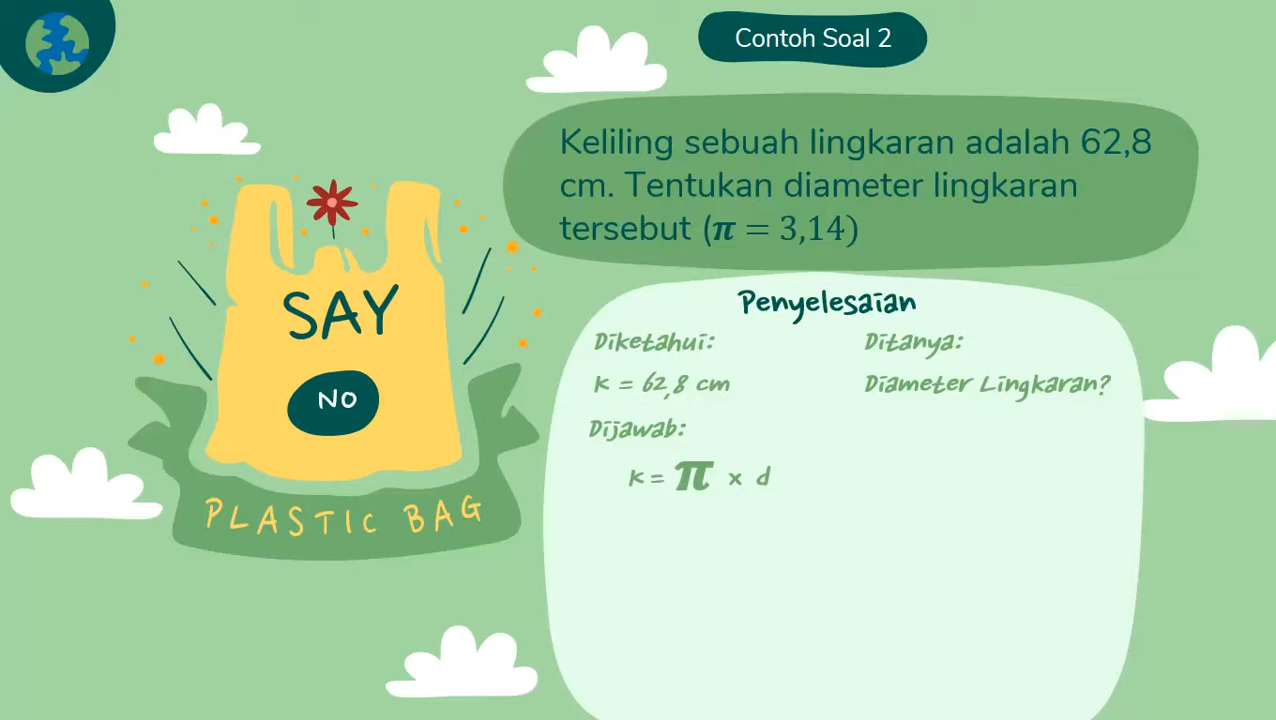 Contoh Soal 2
Keliling sebuah lingkaran adalah 62,8
cm. Tentukan diameter lingkaran
tersebut (π = 3,14)
SAY
NO
PLASTIC BAG
Penyelesaian
Diketahui:
K = 62,8 cm
Ditanya:
Diameter Lingkaran?
Dijawab:
K = π x d